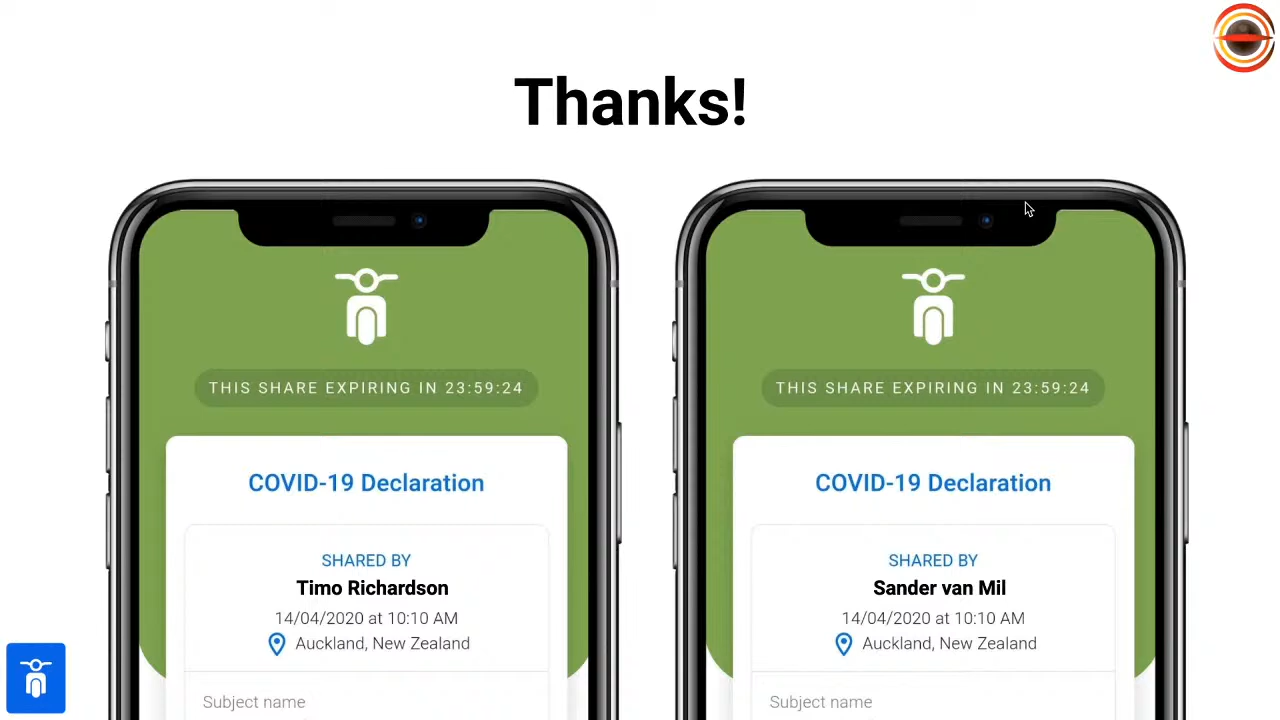 Thanks!
THIS SHARE EXPIRING IN 23:59:24
COVID-19 Declaration
SHARED BY
Timo Richardson
14/04/2020 at 10:10 AM
Auckland, New Zealand
Subject name
THIS SHARE EXPIRING IN 23:59:24
COVID-19 Declaration
SHARED BY
Sander van Mil
14/04/2020 at 10:10 AM
Auckland, New Zealand
Subject name